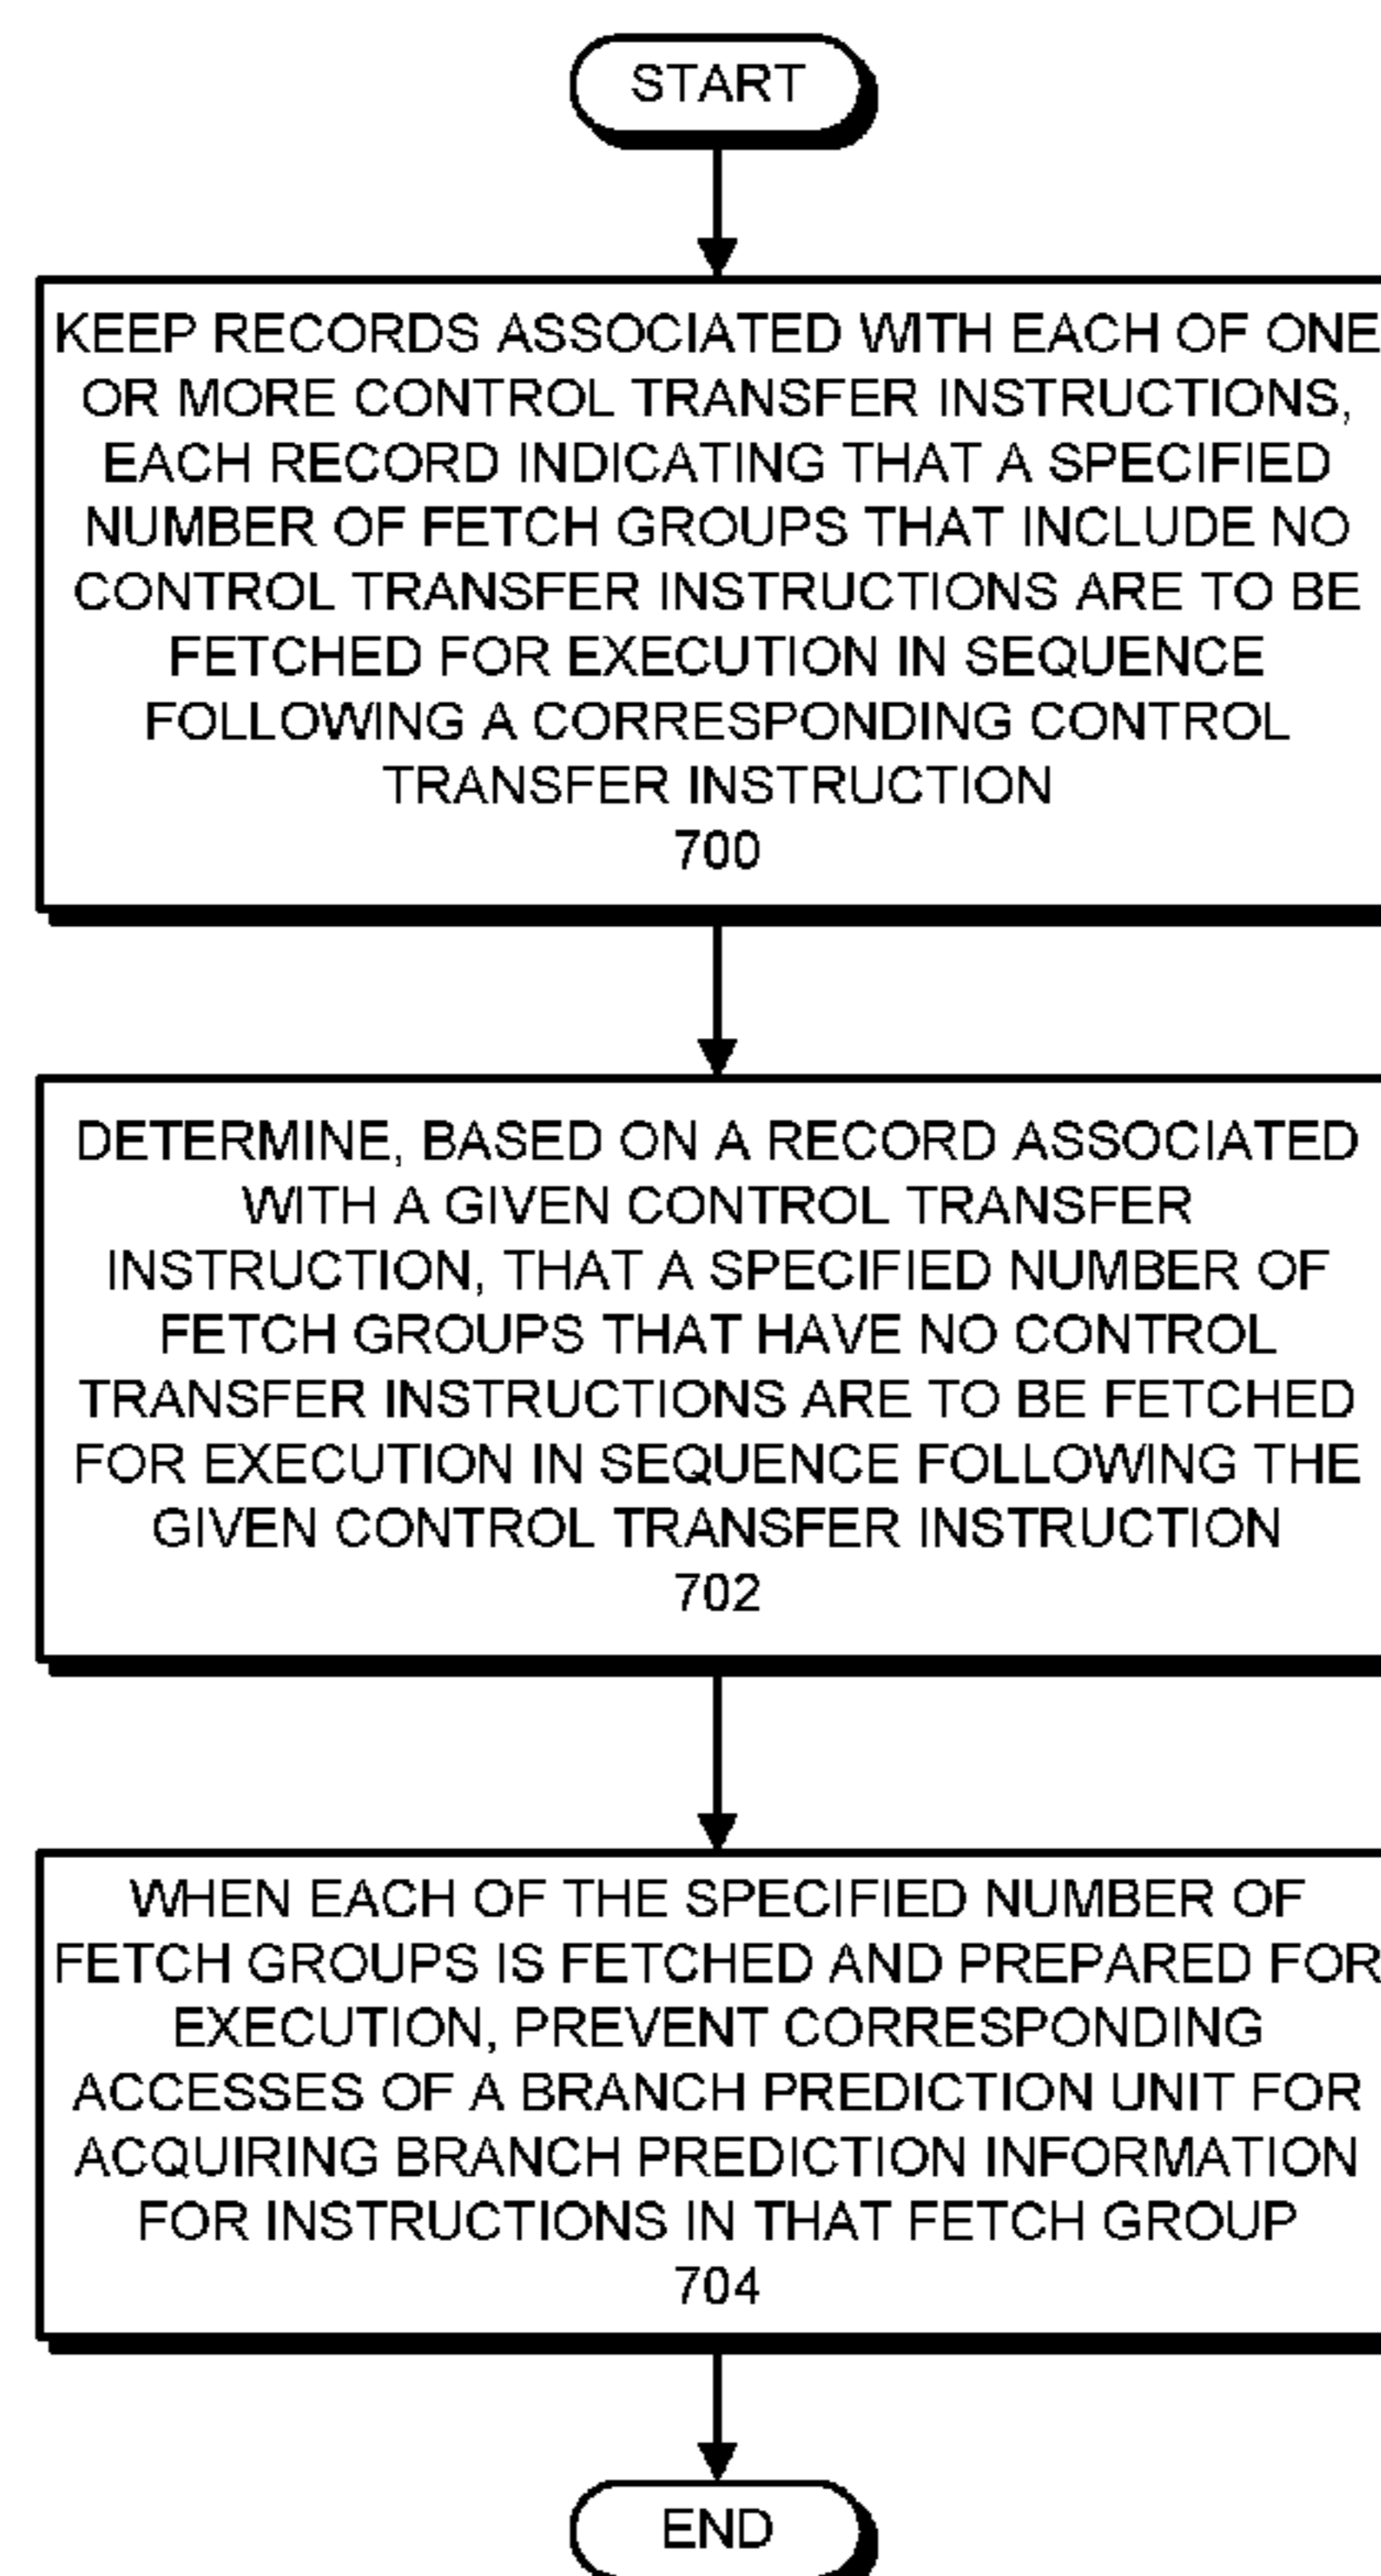 START
KEEP RECORDS ASSOCIATED WITH EACH OF ONE
OR MORE CONTROL TRANSFER INSTRUCTIONS,
EACH RECORD INDICATING THAT A SPECIFIED
NUMBER OF FETCH GROUPS THAT INCLUDE NO
CONTROL TRANSFER INSTRUCTIONS ARE TO BE
FETCHED FOR EXECUTION IN SEQUENCE
FOLLOWING A CORRESPONDING CONTROL
TRANSFER INSTRUCTION
700
DETERMINE, BASED ON A RECORD ASSOCIATED
WITH A GIVEN CONTROL TRANSFER
INSTRUCTION, THAT A SPECIFIED NUMBER OF
FETCH GROUPS THAT HAVE NO CONTROL
TRANSFER INSTRUCTIONS ARE TO BE FETCHED
FOR EXECUTION IN SEQUENCE FOLLOWING THE
GIVEN CONTROL TRANSFER INSTRUCTION
702
WHEN EACH OF THE SPECIFIED NUMBER OF
FETCH GROUPS IS FETCHED AND PREPARED FOR
EXECUTION, PREVENT CORRESPONDING
ACCESSES OF A BRANCH PREDICTION UNIT FOR
ACQUIRING BRANCH PREDICTION INFORMATION
FOR INSTRUCTIONS IN THAT FETCH GROUP
704
END